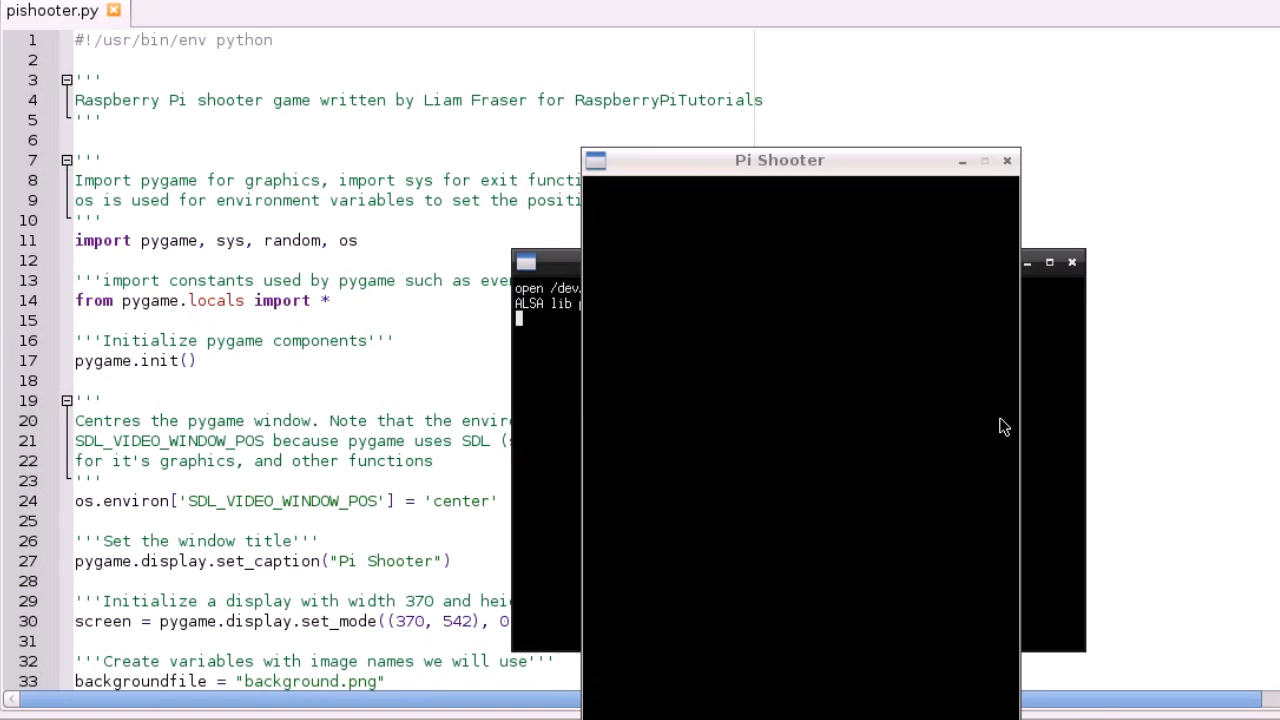 pishooter.py
1 #!/usr/bin/env python
2
3 '''
4 Raspberry Pi shooter game written by Liam Fraser for RaspberryPiTutorials
5 '''
6
7 '''
8 Import pygame for graphics, import sys for exit functi
9 os is used for environment variables to set the positi
10 '''
11 import pygame, sys, random, os
12
13 '''import constants used by pygame such as eve
14 from pygame.locals import *
15
16 '''Initialize pygame components'''
17 pygame.init()
18
19 '''
20 Centres the pygame window. Note that the envir
21 SDL_VIDEO_WINDOW_POS because pygame uses SDL (
22 for it's graphics, and other functions
23 '''
24 os.environ['SDL_VIDEO_WINDOW_POS'] = 'center'
25
26 '''Set the window title'''
27 pygame.display.set_caption("Pi Shooter")
28
29 '''Initialize a display with width 370 and hei
30 screen = pygame.display.set_mode((370, 542), 0
31
32 '''Create variables with image names we will use'''
33 backgroundfile = "background.png"
Pi Shooter
open /dev.
ALSA lib